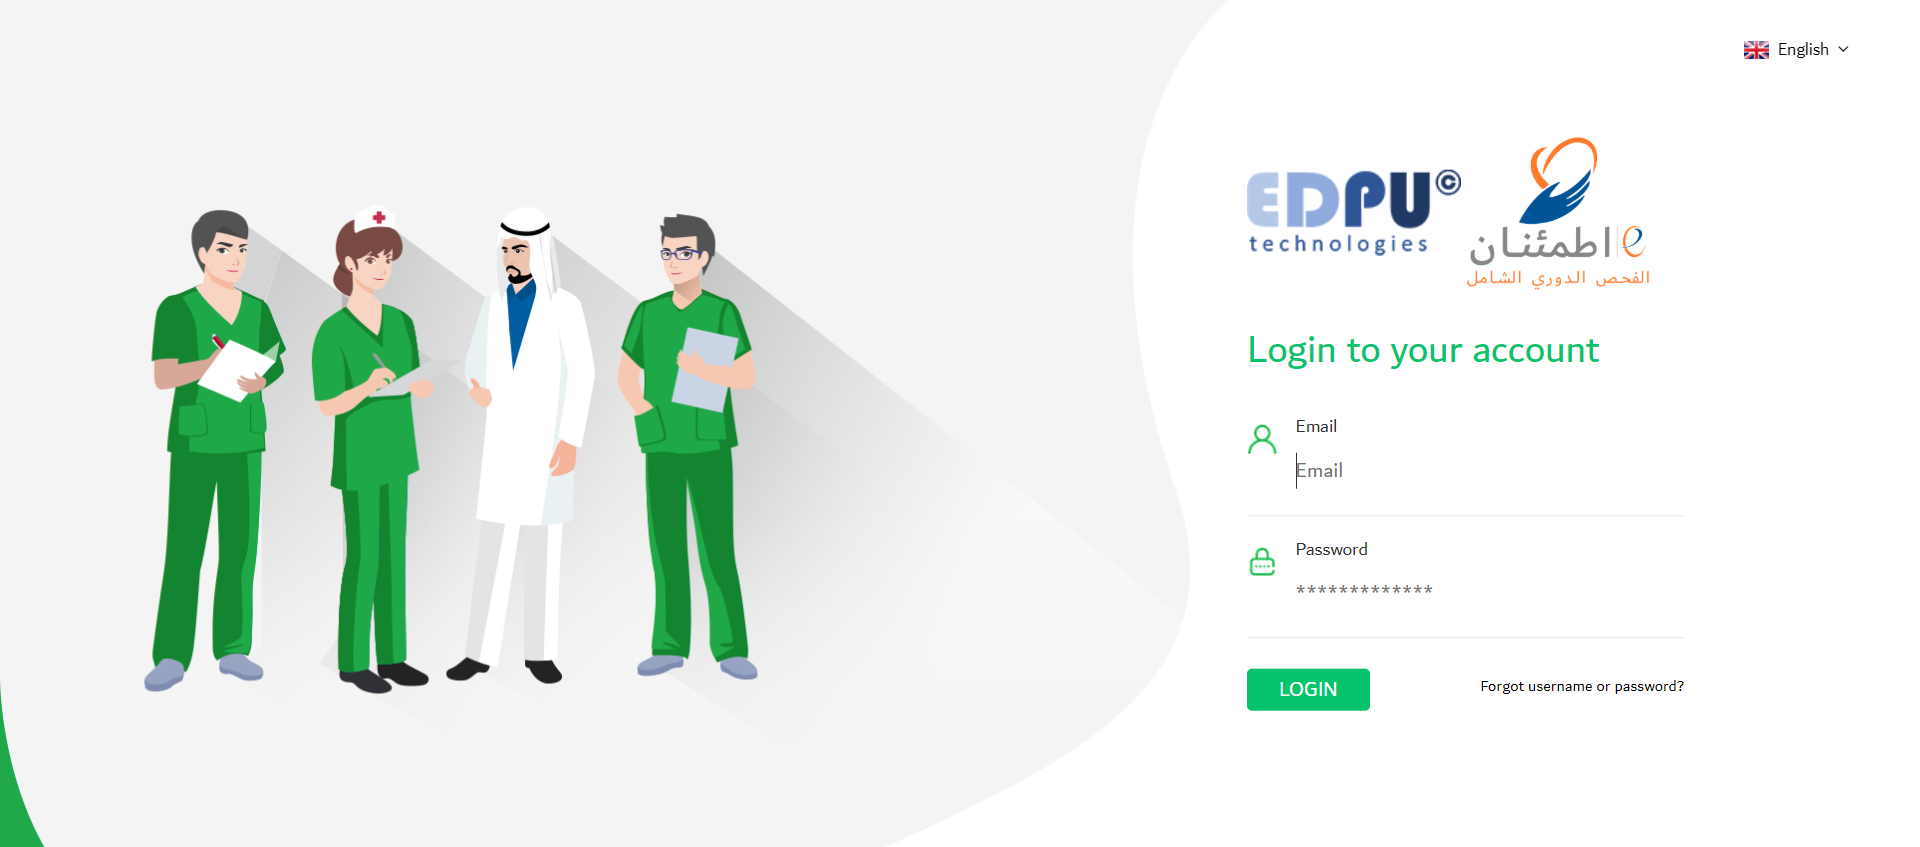 English
EDPU©
technologies
اطمئنان e
الفحص الدوري الشامل
Login to your account
Email
Email
Password
*************
LOGIN
Forgot username or password?